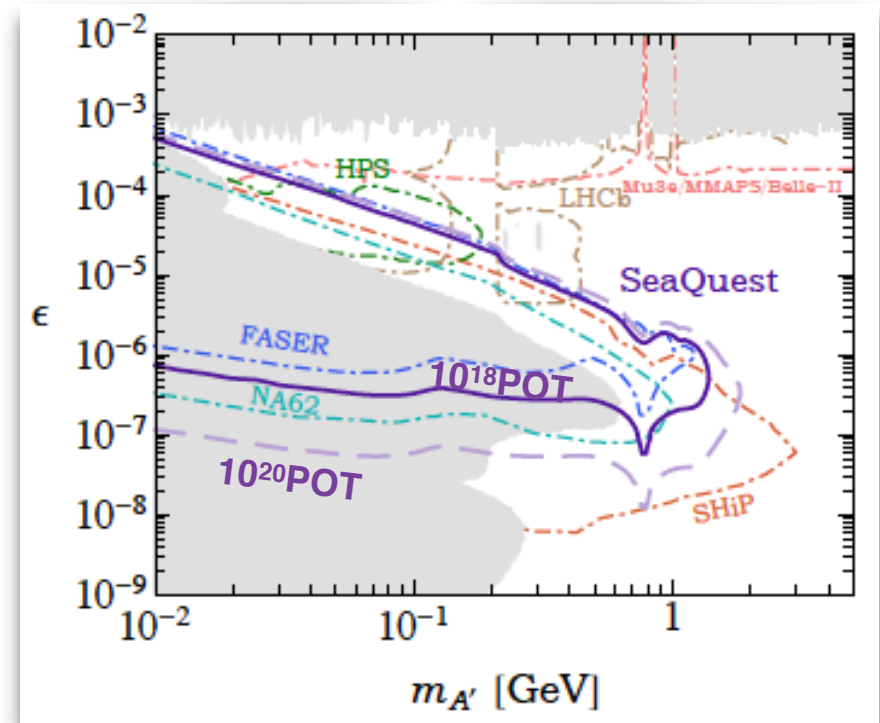 10⁻²
10⁻³
HPS
10⁻⁴
Mu3e/MMAPS/Belle-II
LHCb
10⁻⁵
SeaQuest
ϵ
10⁻⁶
FASER
10¹⁸POT
NA62
10⁻⁷
10²⁰POT
10⁻⁸
SHiP
10⁻⁹
10⁻² 10⁻¹ 1
m_A′ [GeV]